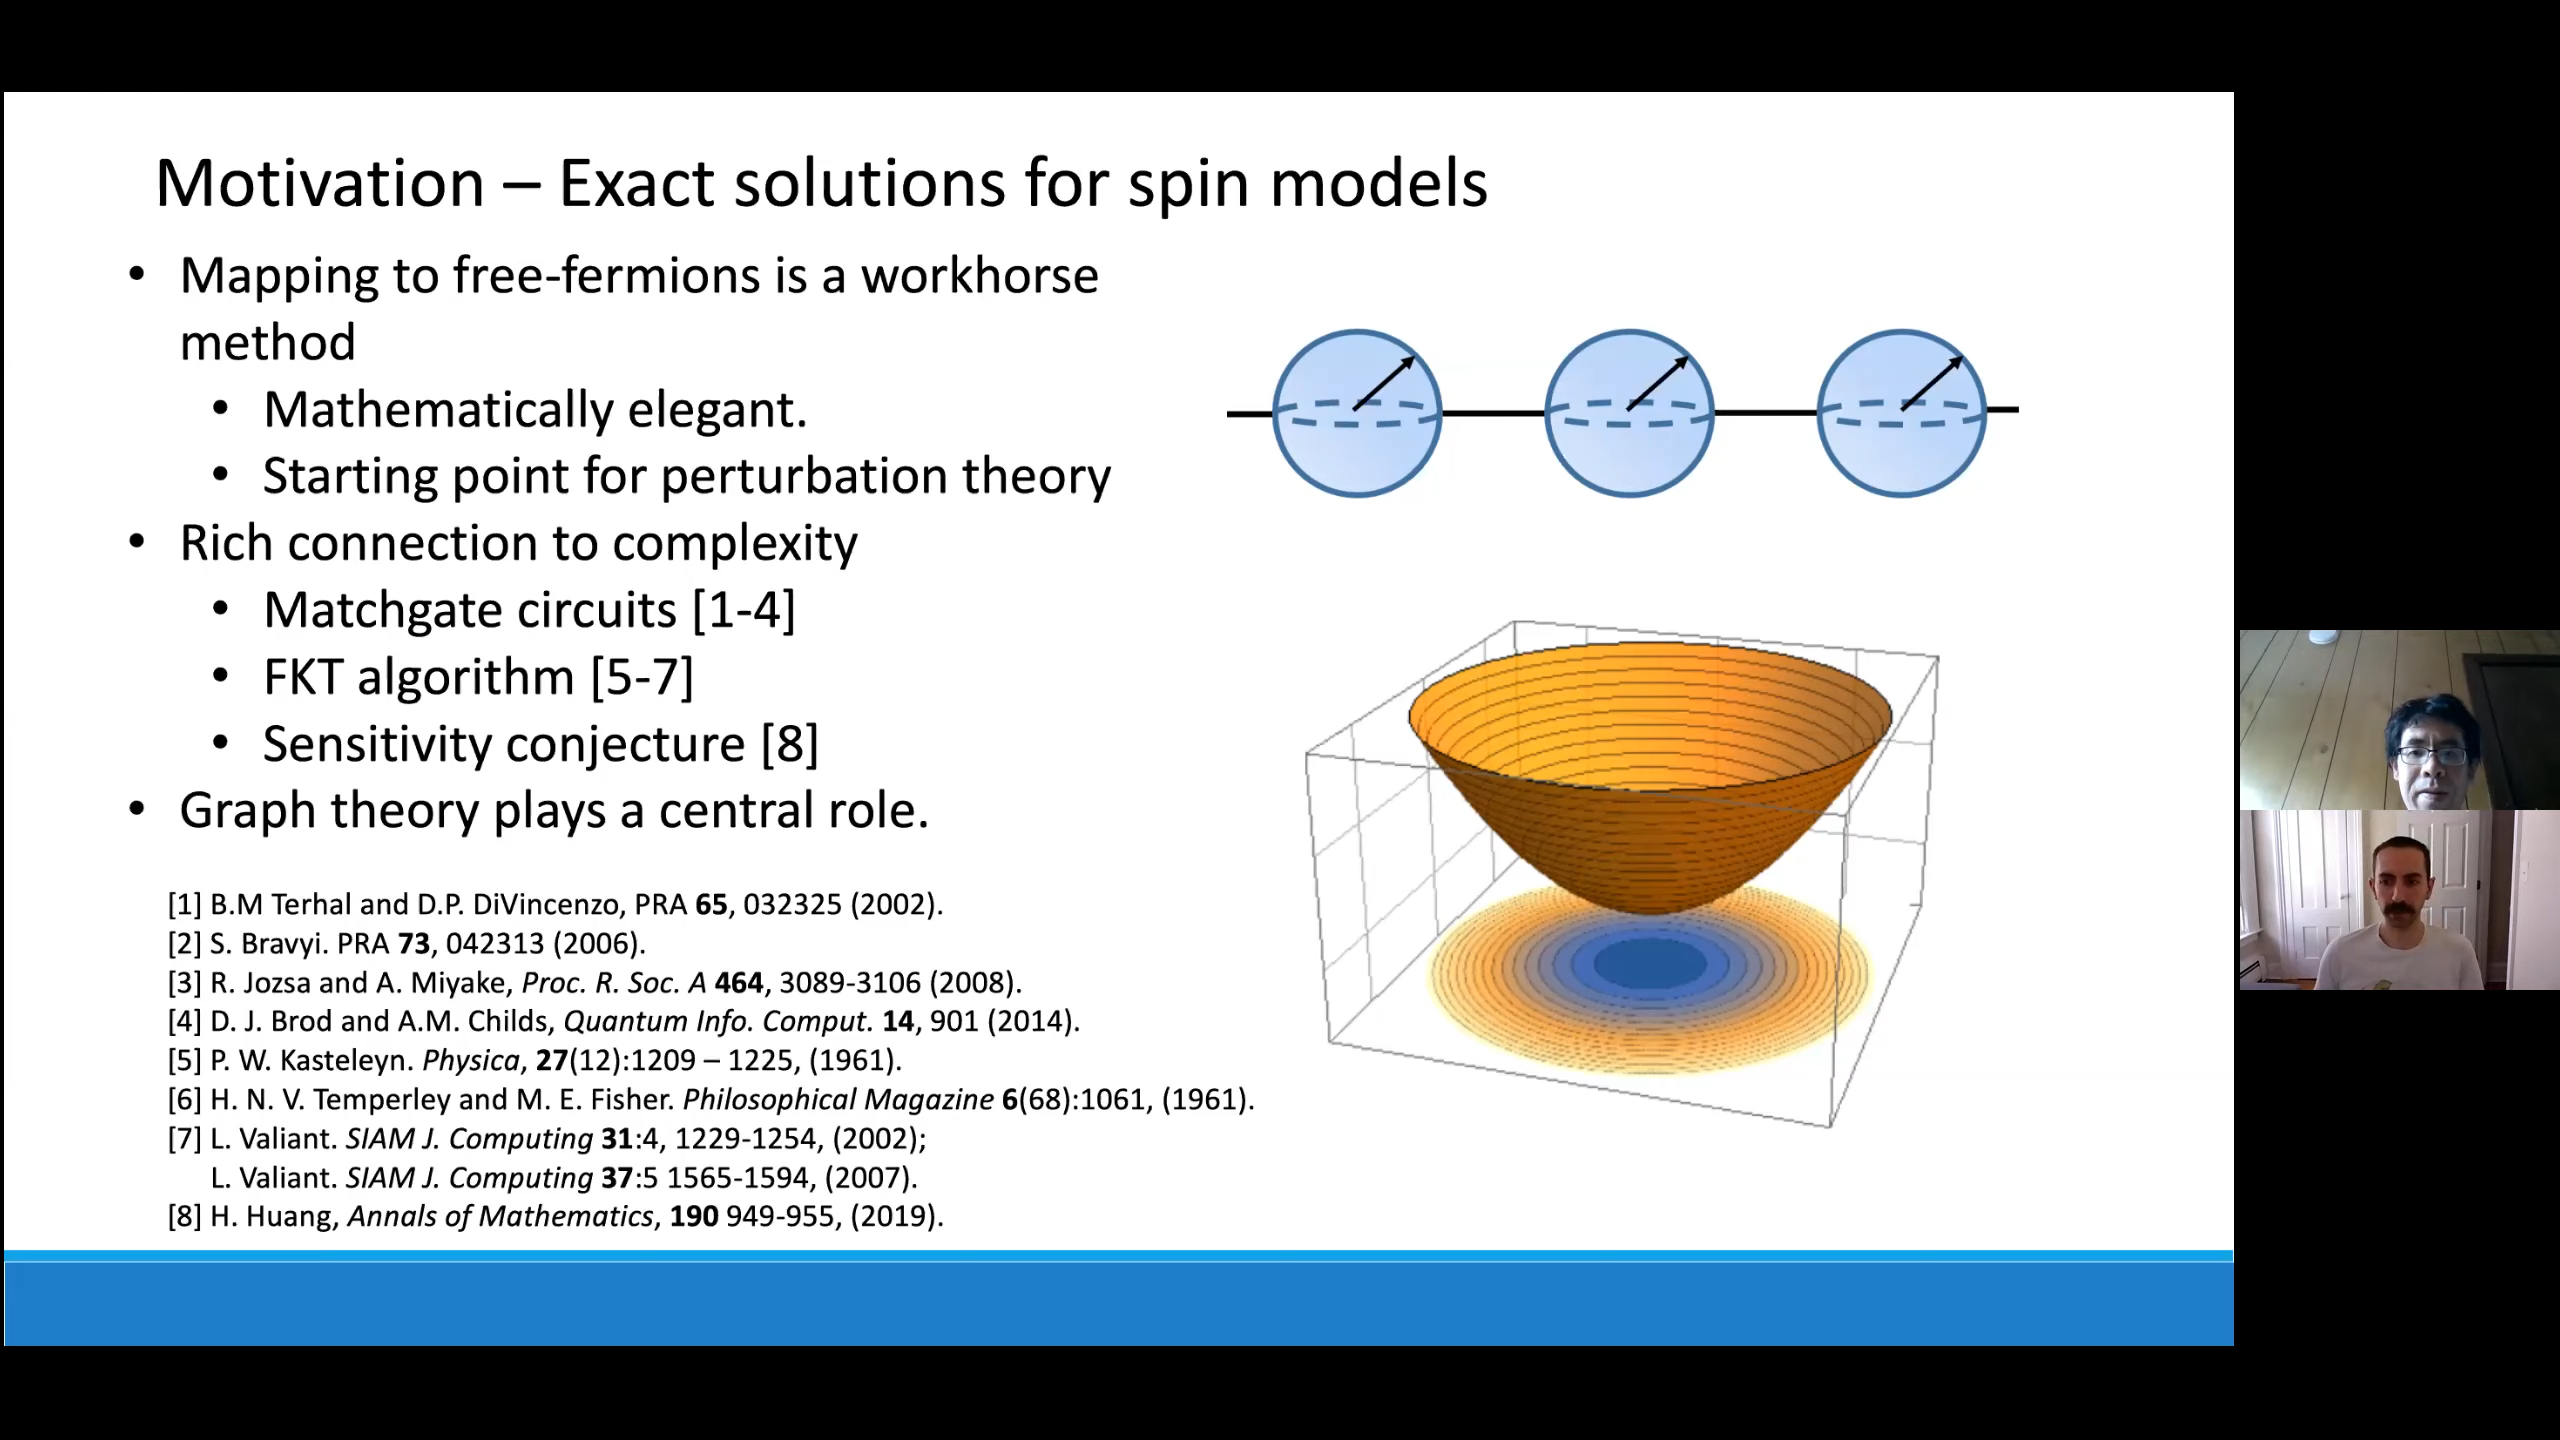 Motivation – Exact solutions for spin models
• Mapping to free-fermions is a workhorse
method
• Mathematically elegant.
• Starting point for perturbation theory
• Rich connection to complexity
• Matchgate circuits [1-4]
• FKT algorithm [5-7]
• Sensitivity conjecture [8]
• Graph theory plays a central role.
[1] B.M Terhal and D.P. DiVincenzo, PRA 65, 032325 (2002).
[2] S. Bravyi. PRA 73, 042313 (2006).
[3] R. Jozsa and A. Miyake, Proc. R. Soc. A 464, 3089-3106 (2008).
[4] D. J. Brod and A.M. Childs, Quantum Info. Comput. 14, 901 (2014).
[5] P. W. Kasteleyn. Physica, 27(12):1209 – 1225, (1961).
[6] H. N. V. Temperley and M. E. Fisher. Philosophical Magazine 6(68):1061, (1961).
[7] L. Valiant. SIAM J. Computing 31:4, 1229-1254, (2002);
L. Valiant. SIAM J. Computing 37:5 1565-1594, (2007).
[8] H. Huang, Annals of Mathematics, 190 949-955, (2019).